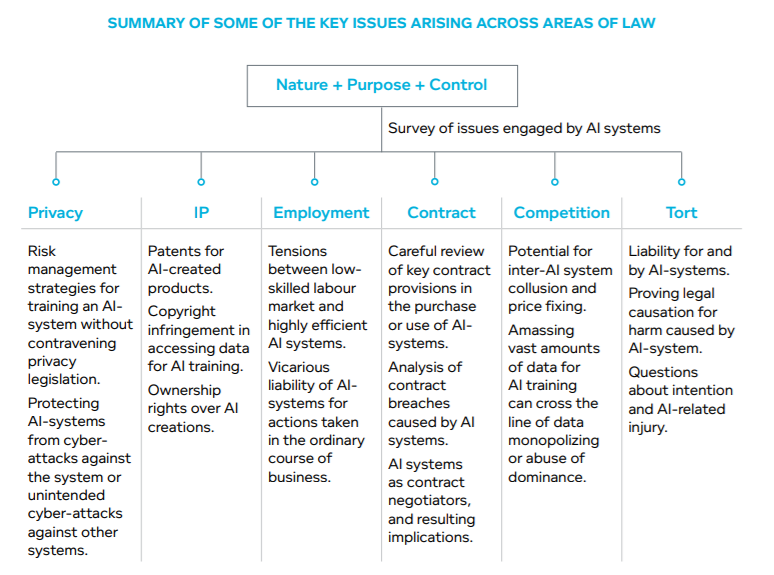 SUMMARY OF SOME OF THE KEY ISSUES ARISING ACROSS AREAS OF LAW
Nature + Purpose + Control
Survey of issues engaged by AI systems
Privacy
Risk
management
strategies for
training an AI-
system without
contravening
privacy
legislation.
Protecting
AI-systems
from cyber-
attacks against
the system or
unintended
cyber-attacks
against other
systems.
IP
Patents for
AI-created
products.
Copyright
infringement in
accessing data
for AI training.
Ownership
rights over AI
creations.
Employment
Tensions
between low-
skilled labour
market and
highly efficient
AI systems.
Vicarious
liability of AI-
systems for
actions taken
in the ordinary
course of
business.
Contract
Careful review
of key contract
provisions in
the purchase
or use of AI-
systems.
Analysis of
contract
breaches
caused by AI
systems.
AI systems
as contract
negotiators,
and resulting
implications.
Competition
Potential for
inter-AI system
collusion and
price fixing.
Amassing
vast amounts
of data for
AI training
can cross the
line of data
monopolizing
or abuse of
dominance.
Tort
Liability for and
by AI-systems.
Proving legal
causation for
harm caused by
AI-system.
Questions
about intention
and AI-related
injury.